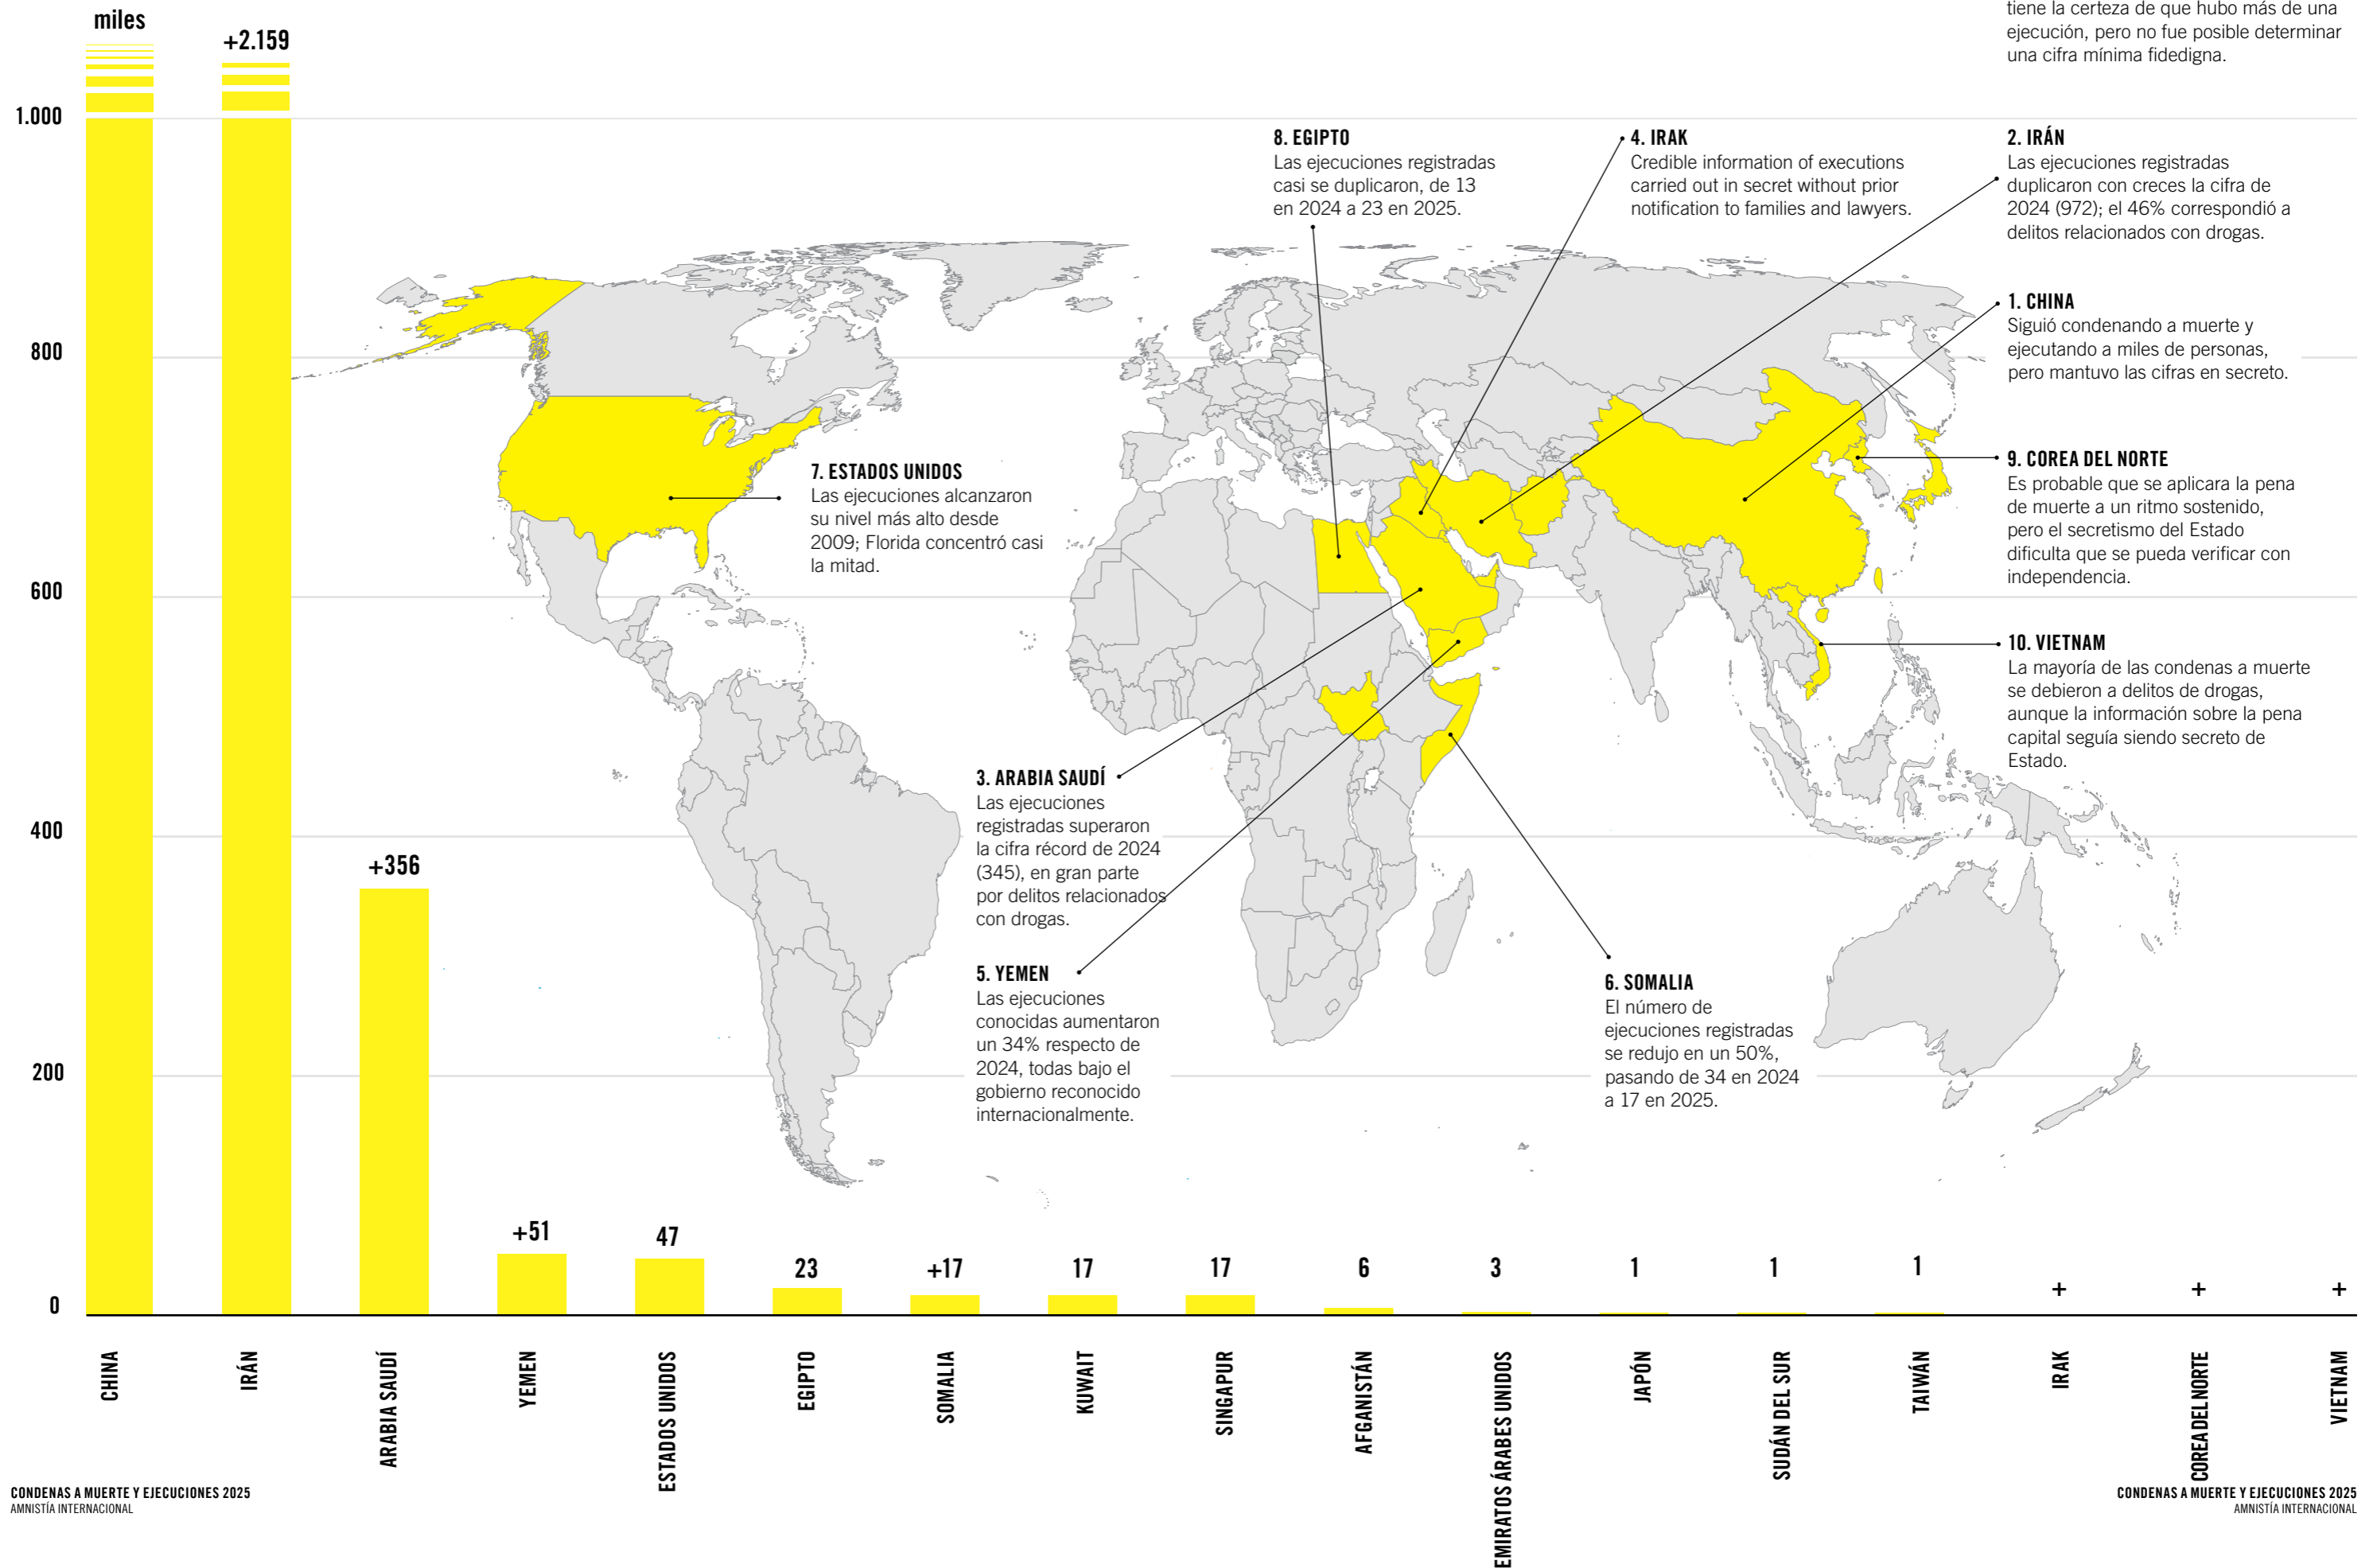 tiene la certeza de que hubo más de una
ejecución, pero no fue posible determinar
una cifra mínima fidedigna.
miles
+2.159
1.000
800
600
400
200
0
8. EGIPTO
Las ejecuciones registradas
casi se duplicaron, de 13
en 2024 a 23 en 2025.
4. IRAK
Credible information of executions
carried out in secret without prior
notification to families and lawyers.
2. IRÁN
Las ejecuciones registradas
duplicaron con creces la cifra de
2024 (972); el 46% correspondió a
delitos relacionados con drogas.
1. CHINA
Siguió condenando a muerte y
ejecutando a miles de personas,
pero mantuvo las cifras en secreto.
7. ESTADOS UNIDOS
Las ejecuciones alcanzaron
su nivel más alto desde
2009; Florida concentró casi
la mitad.
9. COREA DEL NORTE
Es probable que se aplicara la pena
de muerte a un ritmo sostenido,
pero el secretismo del Estado
dificulta que se pueda verificar con
independencia.
10. VIETNAM
La mayoría de las condenas a muerte
se debieron a delitos de drogas,
aunque la información sobre la pena
capital seguía siendo secreto de
Estado.
3. ARABIA SAUDÍ
Las ejecuciones
registradas superaron
la cifra récord de 2024
(345), en gran parte
por delitos relacionados
con drogas.
5. YEMEN
Las ejecuciones
conocidas aumentaron
un 34% respecto de
2024, todas bajo el
gobierno reconocido
internacionalmente.
6. SOMALIA
El número de
ejecuciones registradas
se redujo en un 50%,
pasando de 34 en 2024
a 17 en 2025.
+356
+51
47
23
+17
17
17
6
3
1
1
1
+
+
+
CHINA
IRÁN
ARABIA SAUDÍ
YEMEN
ESTADOS UNIDOS
EGIPTO
SOMALIA
KUWAIT
SINGAPUR
AFGANISTÁN
EMIRATOS ÁRABES UNIDOS
JAPÓN
SUDÁN DEL SUR
TAIWÁN
IRAK
COREA DEL NORTE
VIETNAM
CONDENAS A MUERTE Y EJECUCIONES 2025
AMNISTÍA INTERNACIONAL
CONDENAS A MUERTE Y EJECUCIONES 2025
AMNISTÍA INTERNACIONAL